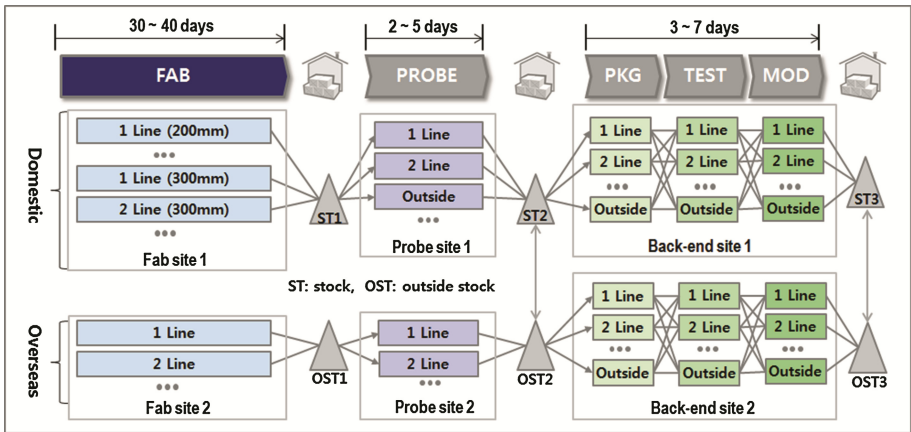 30 ~ 40 days
2 ~ 5 days
3 ~ 7 days
FAB
PROBE
PKG
TEST
MOD
Domestic
1 Line (200mm)
•••
1 Line (300mm)
2 Line (300mm)
•••
Fab site 1
ST1
1 Line
2 Line
Outside
•••
Probe site 1
ST2
1 Line
1 Line
1 Line
2 Line
2 Line
2 Line
•••
•••
•••
Outside
Outside
Outside
Back-end site 1
ST3
ST: stock, OST: outside stock
Overseas
1 Line
2 Line
•••
Fab site 2
OST1
1 Line
2 Line
•••
Probe site 2
OST2
1 Line
1 Line
1 Line
2 Line
2 Line
2 Line
•••
•••
•••
Outside
Outside
Outside
Back-end site 2
OST3